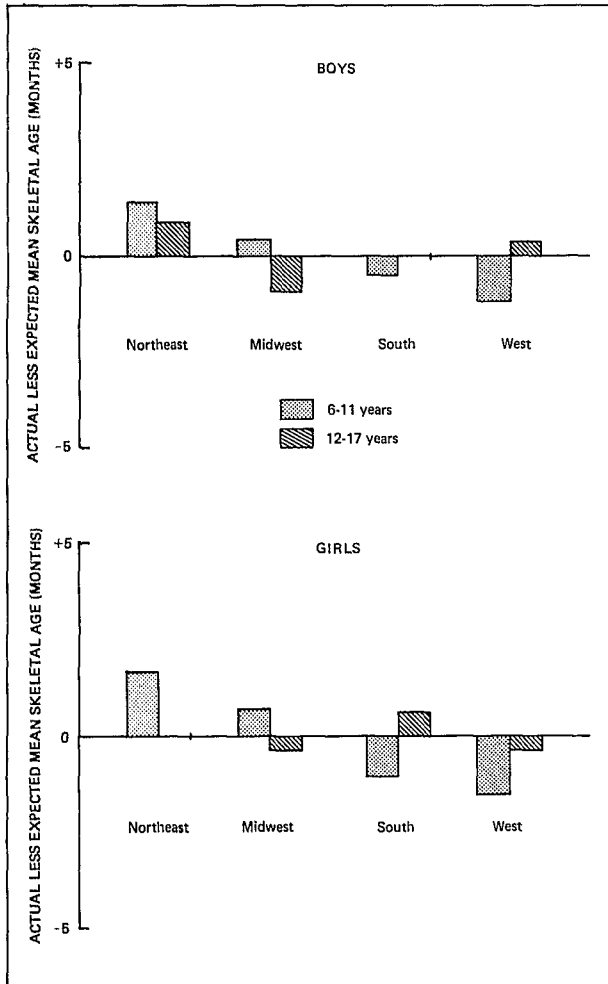 BOYS
ACTUAL LESS EXPECTED MEAN SKELETAL AGE (MONTHS)
+5
0
-5
Northeast Midwest South West
6-11 years
12-17 years
GIRLS
ACTUAL LESS EXPECTED MEAN SKELETAL AGE (MONTHS)
+5
0
-5
Northeast Midwest South West